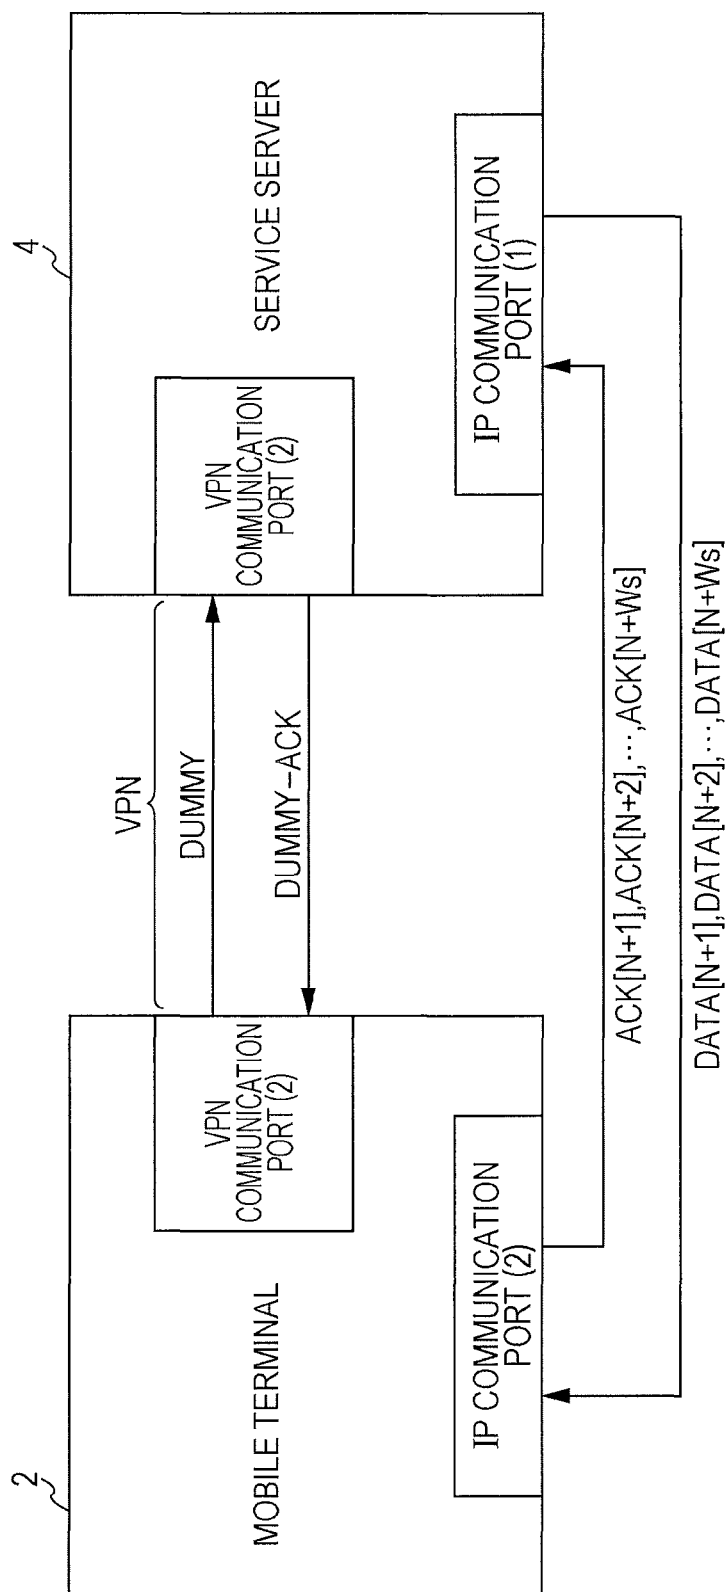 2
MOBILE TERMINAL
VPN
COMMUNICATION
PORT (2)
IP COMMUNICATION
PORT (2)
VPN
DUMMY
DUMMY-ACK
4
SERVICE SERVER
VPN
COMMUNICATION
PORT (2)
IP COMMUNICATION
PORT (1)
ACK[N+1],ACK[N+2],⋯,ACK[N+Ws]
DATA[N+1],DATA[N+2],⋯,DATA[N+Ws]